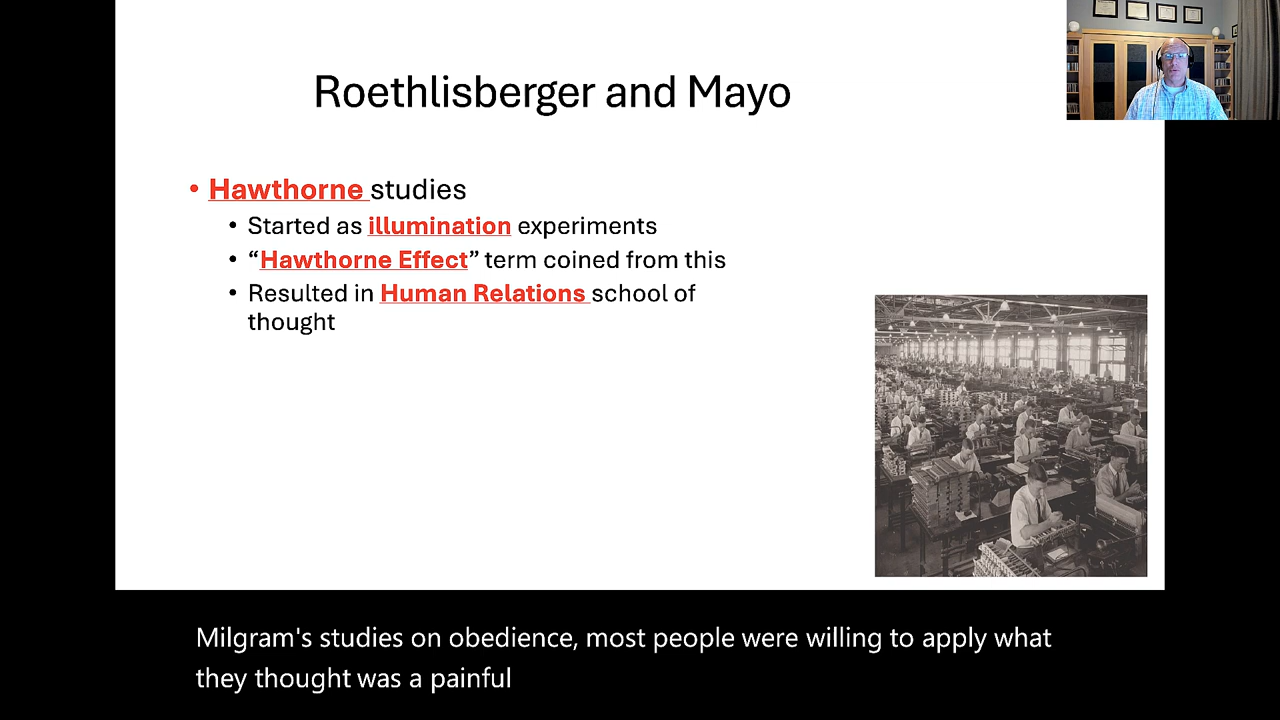 Roethlisberger and Mayo
• Hawthorne studies
• Started as illumination experiments
• “Hawthorne Effect” term coined from this
• Resulted in Human Relations school of
thought
Milgram's studies on obedience, most people were willing to apply what
they thought was a painful